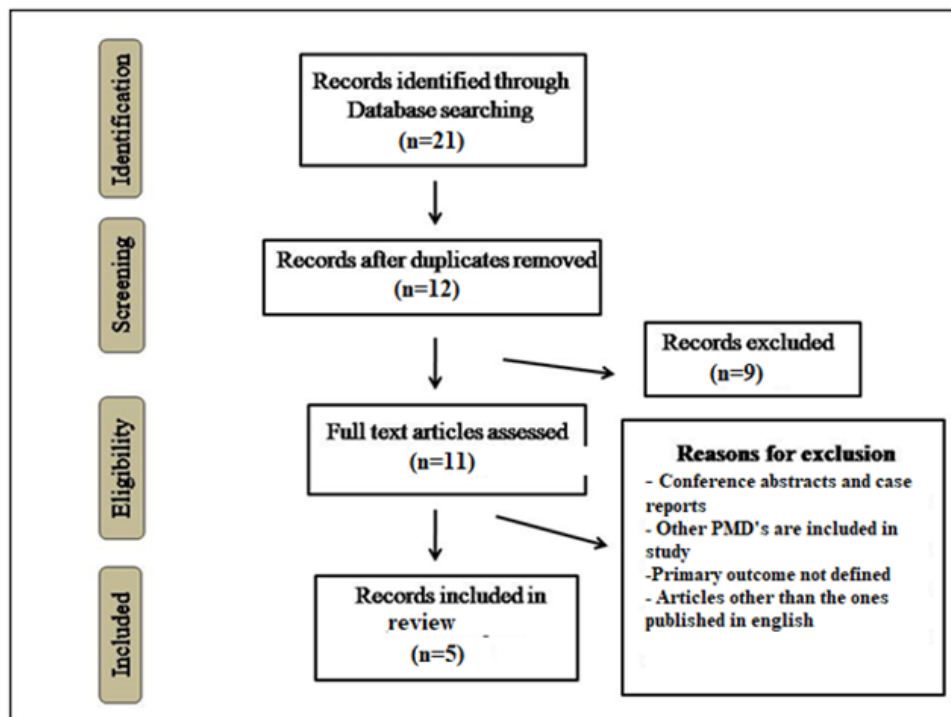 Identification
Records identified through
Database searching
(n=21)
Screening
Records after duplicates removed
(n=12)
Records excluded
(n=9)
Eligibility
Full text articles assessed
(n=11)
Reasons for exclusion
- Conference abstracts and case
reports
- Other PMD's are included in
study
-Primary outcome not defined
- Articles other than the ones
published in english
Included
Records included in
review
(n=5)